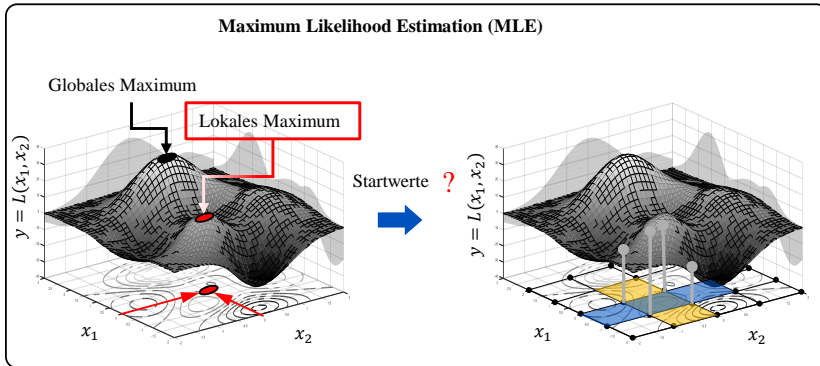 Maximum Likelihood Estimation (MLE)
Globales Maximum
Lokales Maximum
y = L(x₁, x₂)
Startwerte ?
y = L(x₁, x₂)
x₁
x₂
x₁
x₂